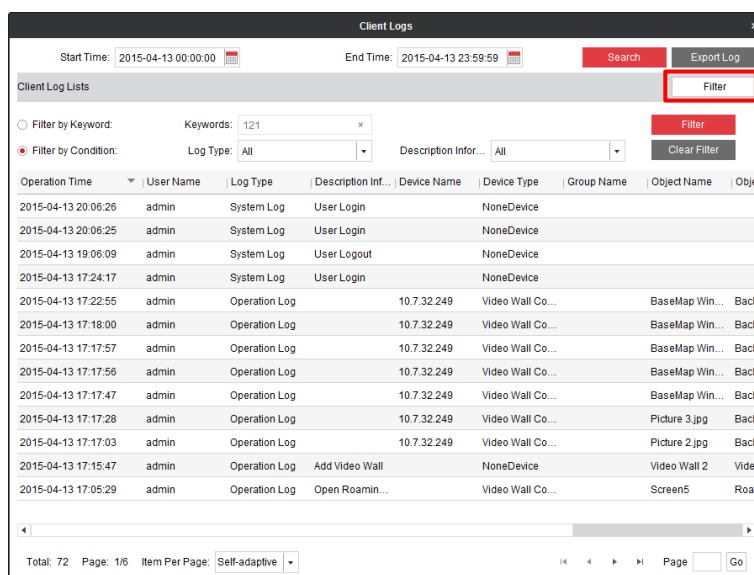 Client Logs
Start Time: 2015-04-13 00:00:00 End Time: 2015-04-13 23:59:59 Search Export Log
Client Log Lists Filter
Filter by Keyword: Keywords: 121 Filter
Filter by Condition: Log Type: All Description Infor... All Clear Filter
Operation Time User Name Log Type Description Inf... Device Name Device Type Group Name Object Name Obje
2015-04-13 20:06:26 admin System Log User Login NoneDevice
2015-04-13 20:06:25 admin System Log User Login NoneDevice
2015-04-13 19:06:09 admin System Log User Logout NoneDevice
2015-04-13 17:24:17 admin System Log User Login NoneDevice
2015-04-13 17:22:55 admin Operation Log 10.7.32.249 Video Wall Co... BaseMap Win... Bacl
2015-04-13 17:18:00 admin Operation Log 10.7.32.249 Video Wall Co... BaseMap Win... Bacl
2015-04-13 17:17:57 admin Operation Log 10.7.32.249 Video Wall Co... BaseMap Win... Bacl
2015-04-13 17:17:56 admin Operation Log 10.7.32.249 Video Wall Co... BaseMap Win... Bacl
2015-04-13 17:17:47 admin Operation Log 10.7.32.249 Video Wall Co... BaseMap Win... Bacl
2015-04-13 17:17:28 admin Operation Log 10.7.32.249 Video Wall Co... Picture 3.jpg Bacl
2015-04-13 17:17:03 admin Operation Log 10.7.32.249 Video Wall Co... Picture 2.jpg Bacl
2015-04-13 17:15:47 admin Operation Log Add Video Wall NoneDevice Video Wall 2 Vide
2015-04-13 17:05:29 admin Operation Log Open Roamin... Video Wall Co... Screen5 Roa
Total: 72 Page: 1/6 Item Per Page: Self-adaptive Page Go